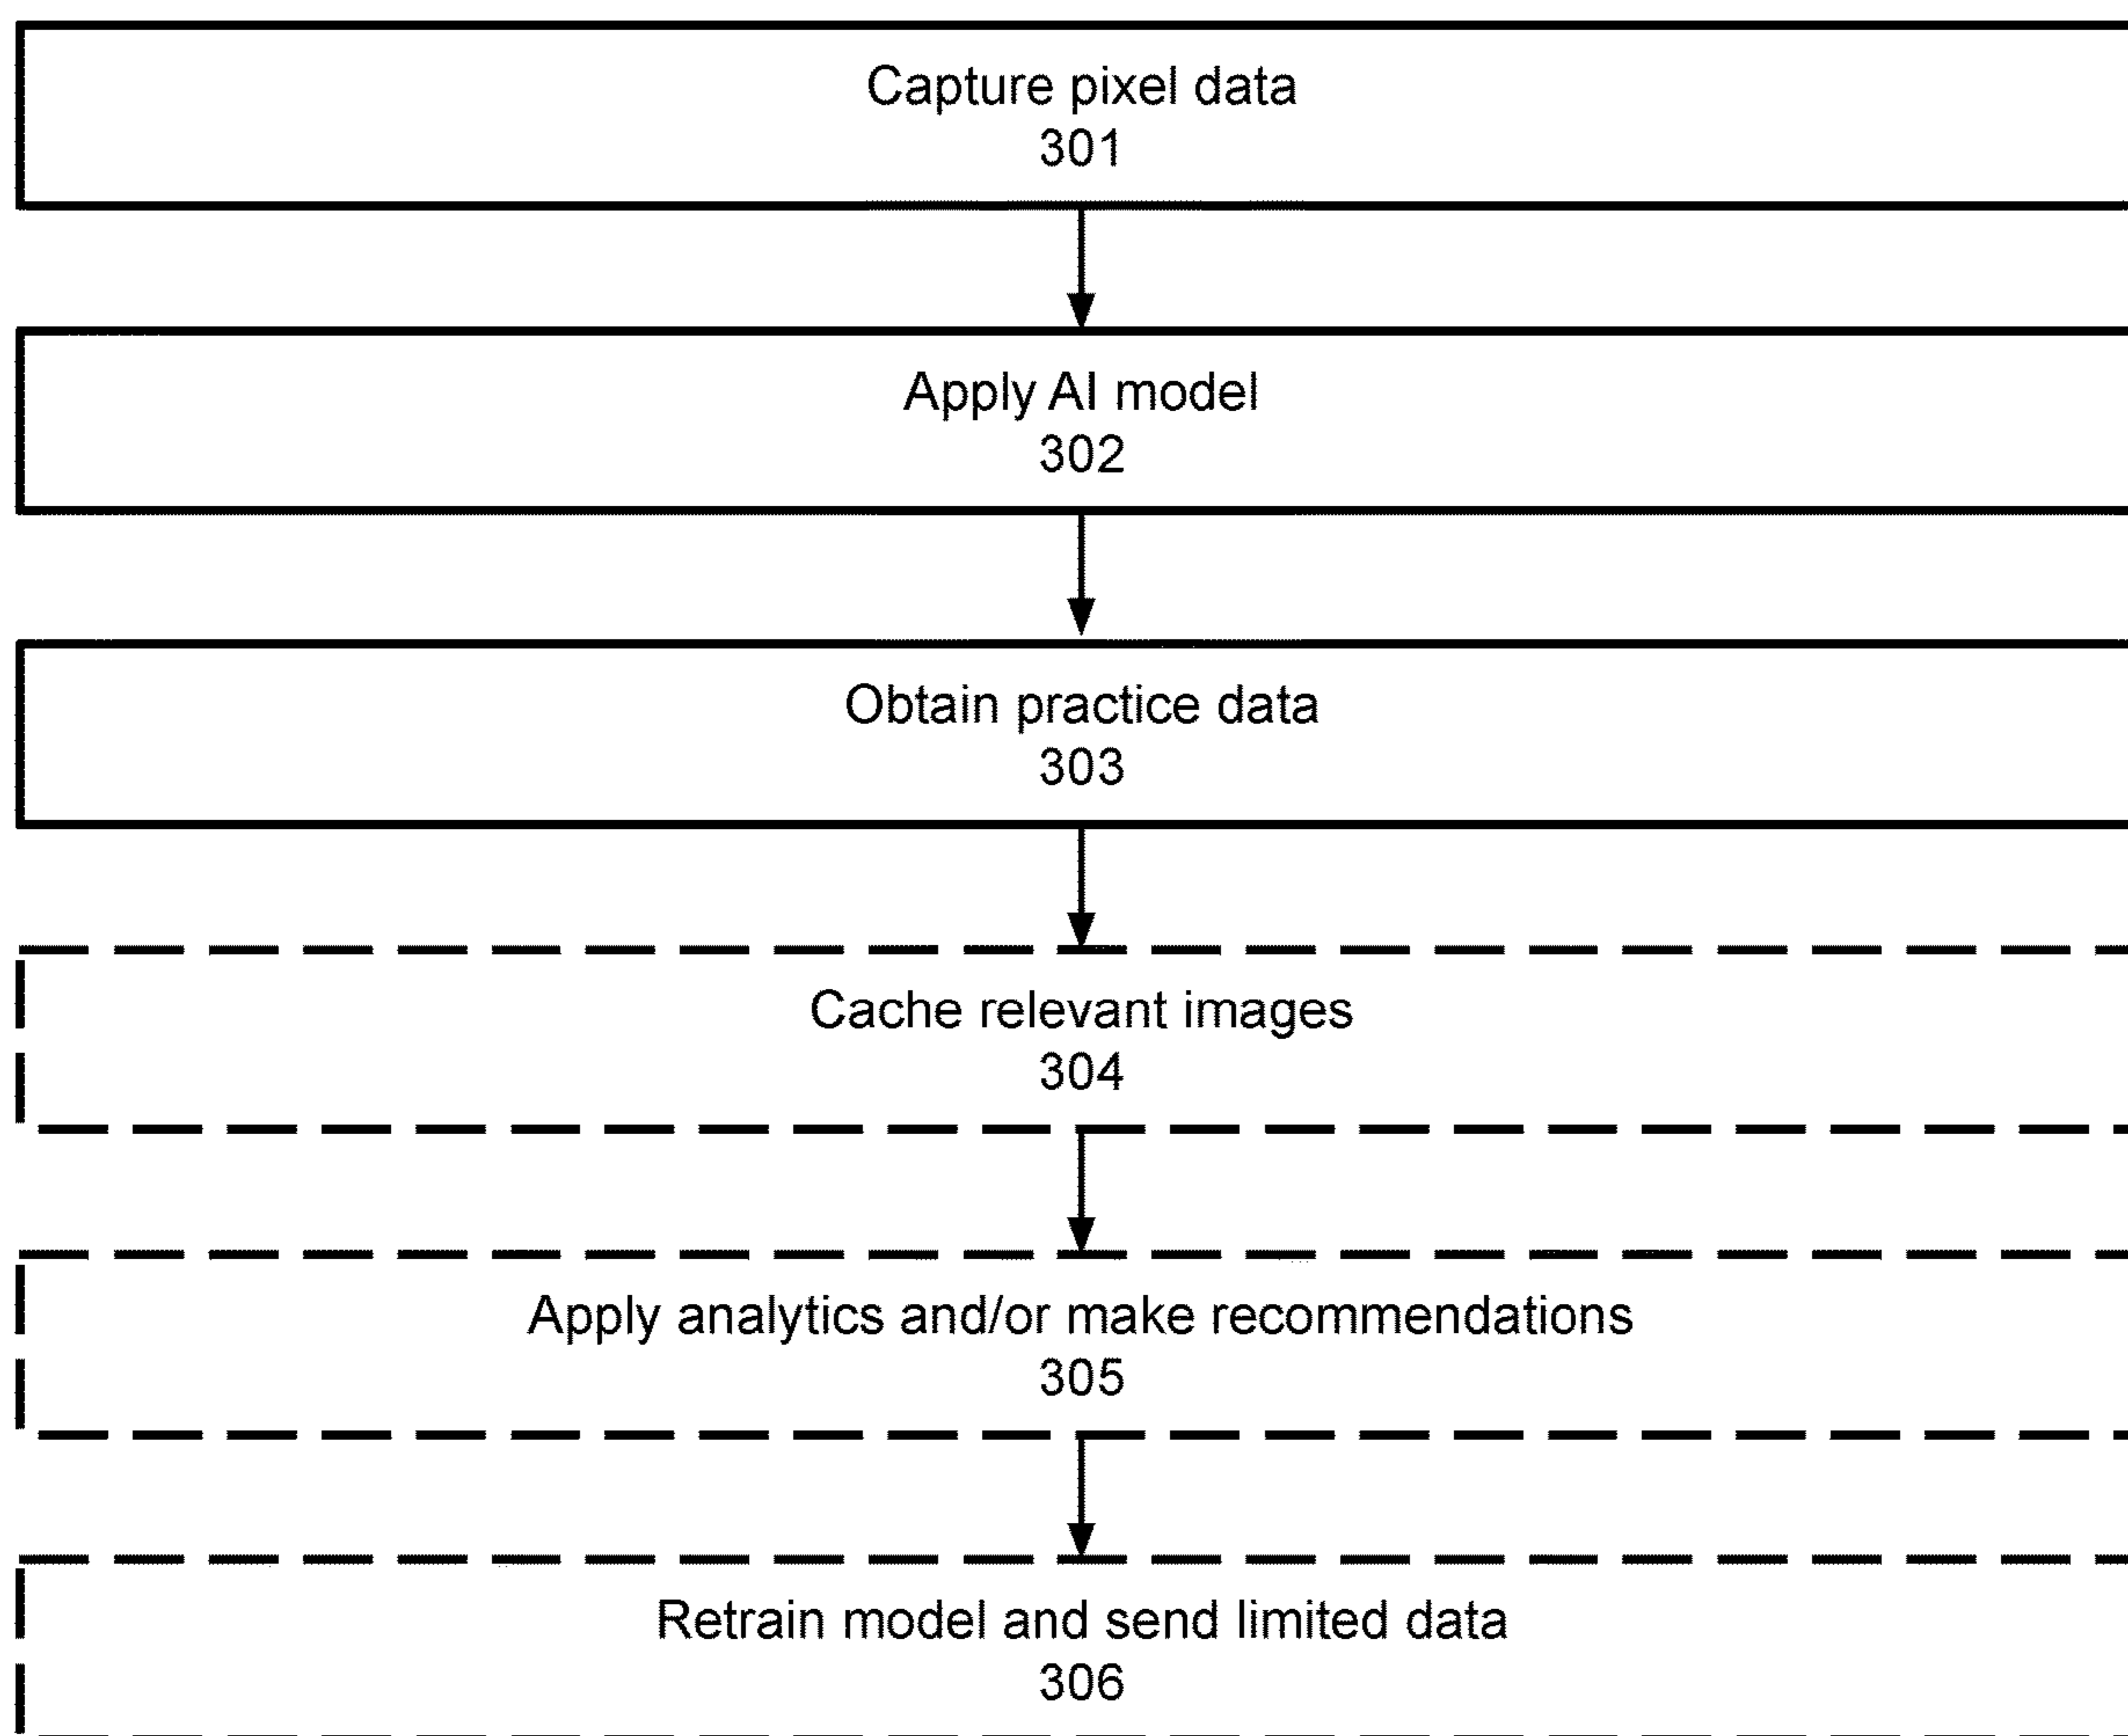 Capture pixel data
301
Apply AI model
302
Obtain practice data
303
Cache relevant images
304
Apply analytics and/or make recommendations
305
Retrain model and send limited data
306